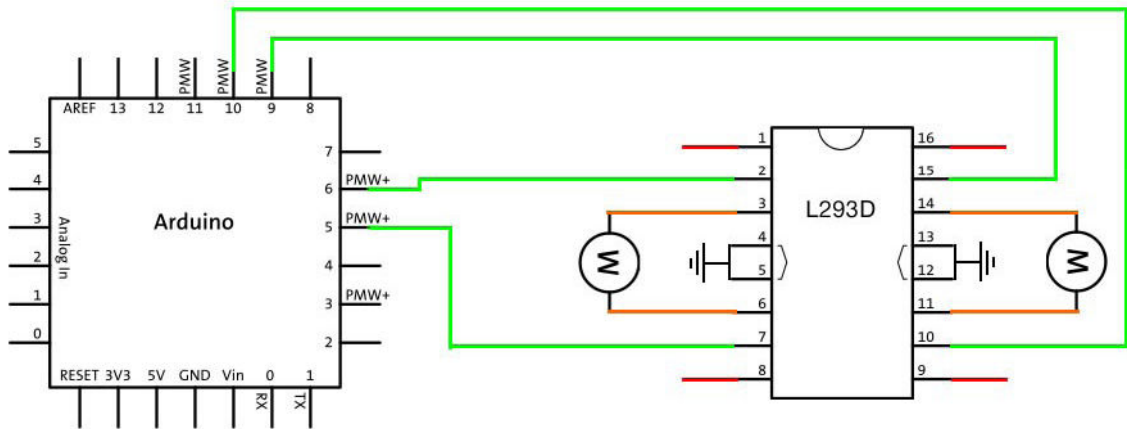 PMW PMW PMW
AREF 13 12 11 10 9 8
5
4
3
2
1
0
Analog In
Arduino
7
6 PMW+
5 PMW+
4
3 PMW+
2
RESET 3V3 5V GND Vin 0 1
RX TX
L293D
1 16
2 15
3 14
4 13
5 12
6 11
7 10
8 9
M M